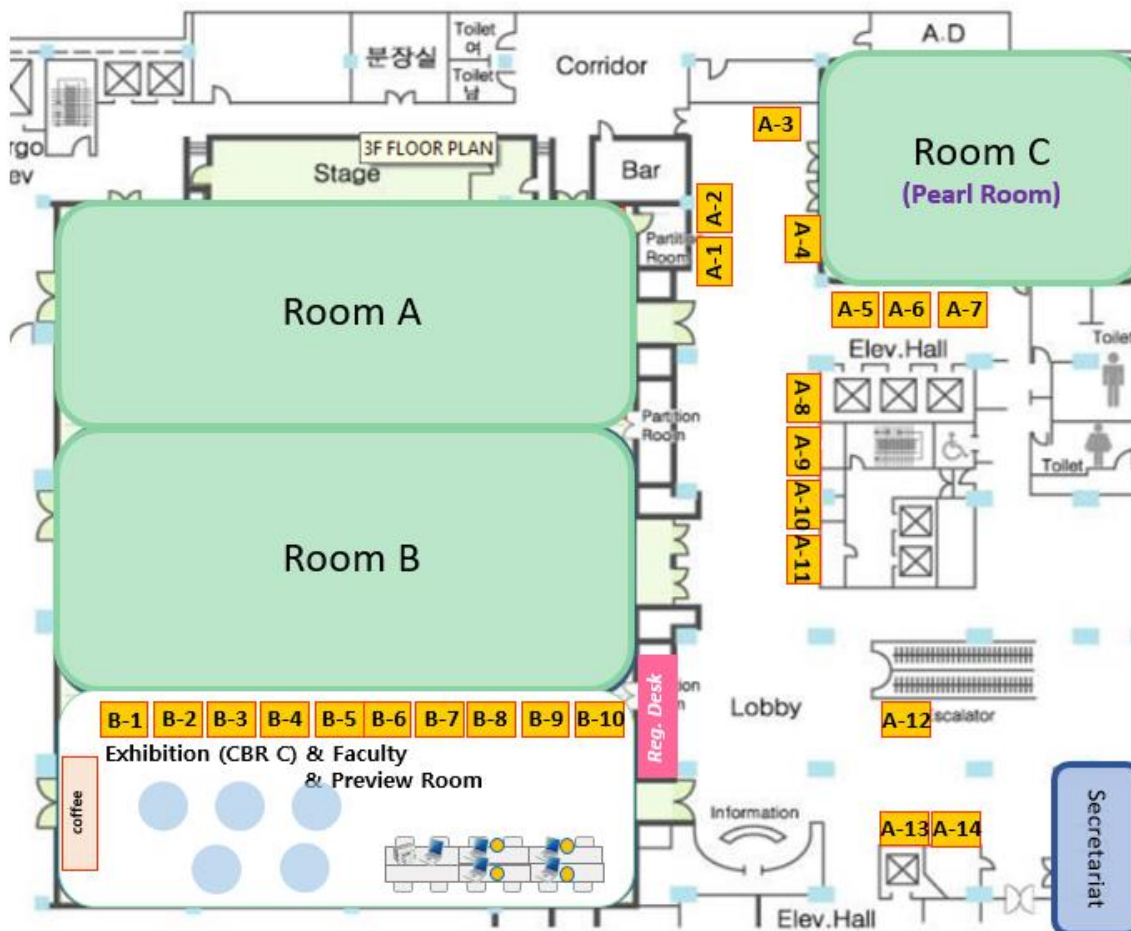 A.D
Toilet
여
분장실
Corridor
Toilet
남
A-3
Room C
(Pearl Room)
3F FLOOR PLAN
Stage
Bar
A-2
A-1
Partition
Room
A-4
Room A
A-5 A-6 A-7
Elev.Hall
Toilet
A-8
Partition
Room
A-9
Toilet
A-10
A-11
Room B
Reg. Desk
Lobby
A-12
B-1 B-2 B-3 B-4 B-5 B-6 B-7 B-8 B-9 B-10
Exhibition (CBR C) & Faculty
& Preview Room
coffee
Information
A-13 A-14
Secretariat
Elev.Hall